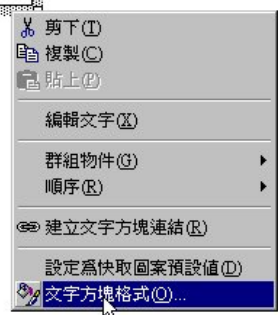 剪下(T)
複製(C)
貼上(P)
編輯文字(X)
群組物件(G)
順序(R)
建立文字方塊連結(R)
設定爲快取圖案預設值(D)
文字方塊格式(O)...